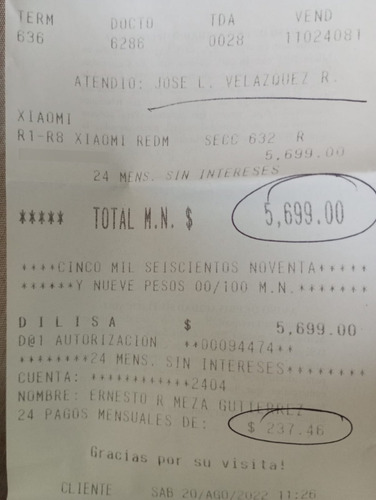 TERM DOCTO TDA VEND
636 6288 0028 11024081
ATENDIO: JOSE L. VELAZQUEZ R.
XIAOMI
R1-R8 XIAOMI REDM SECC 632 R
5,699.00
24 MENS. SIN INTERESES
***** TOTAL M.N. $ 5,699.00
****CINCO MIL SEISCIENTOS NOVENTA*****
******Y NUEVE PESOS 00/100 M.N.*******
DILISA $ 5,699.00
D@1 AUTORIZACION **00094474**
********24 MENS. SIN INTERESES********
CUENTA: ************2404
NOMBRE: ERNESTO R MEZA GUTIERREZ
24 PAGOS MENSUALES DE: $ 237.46
Gracias por su visita!
CLIENTE SAB 20/AGO/2022 11:26